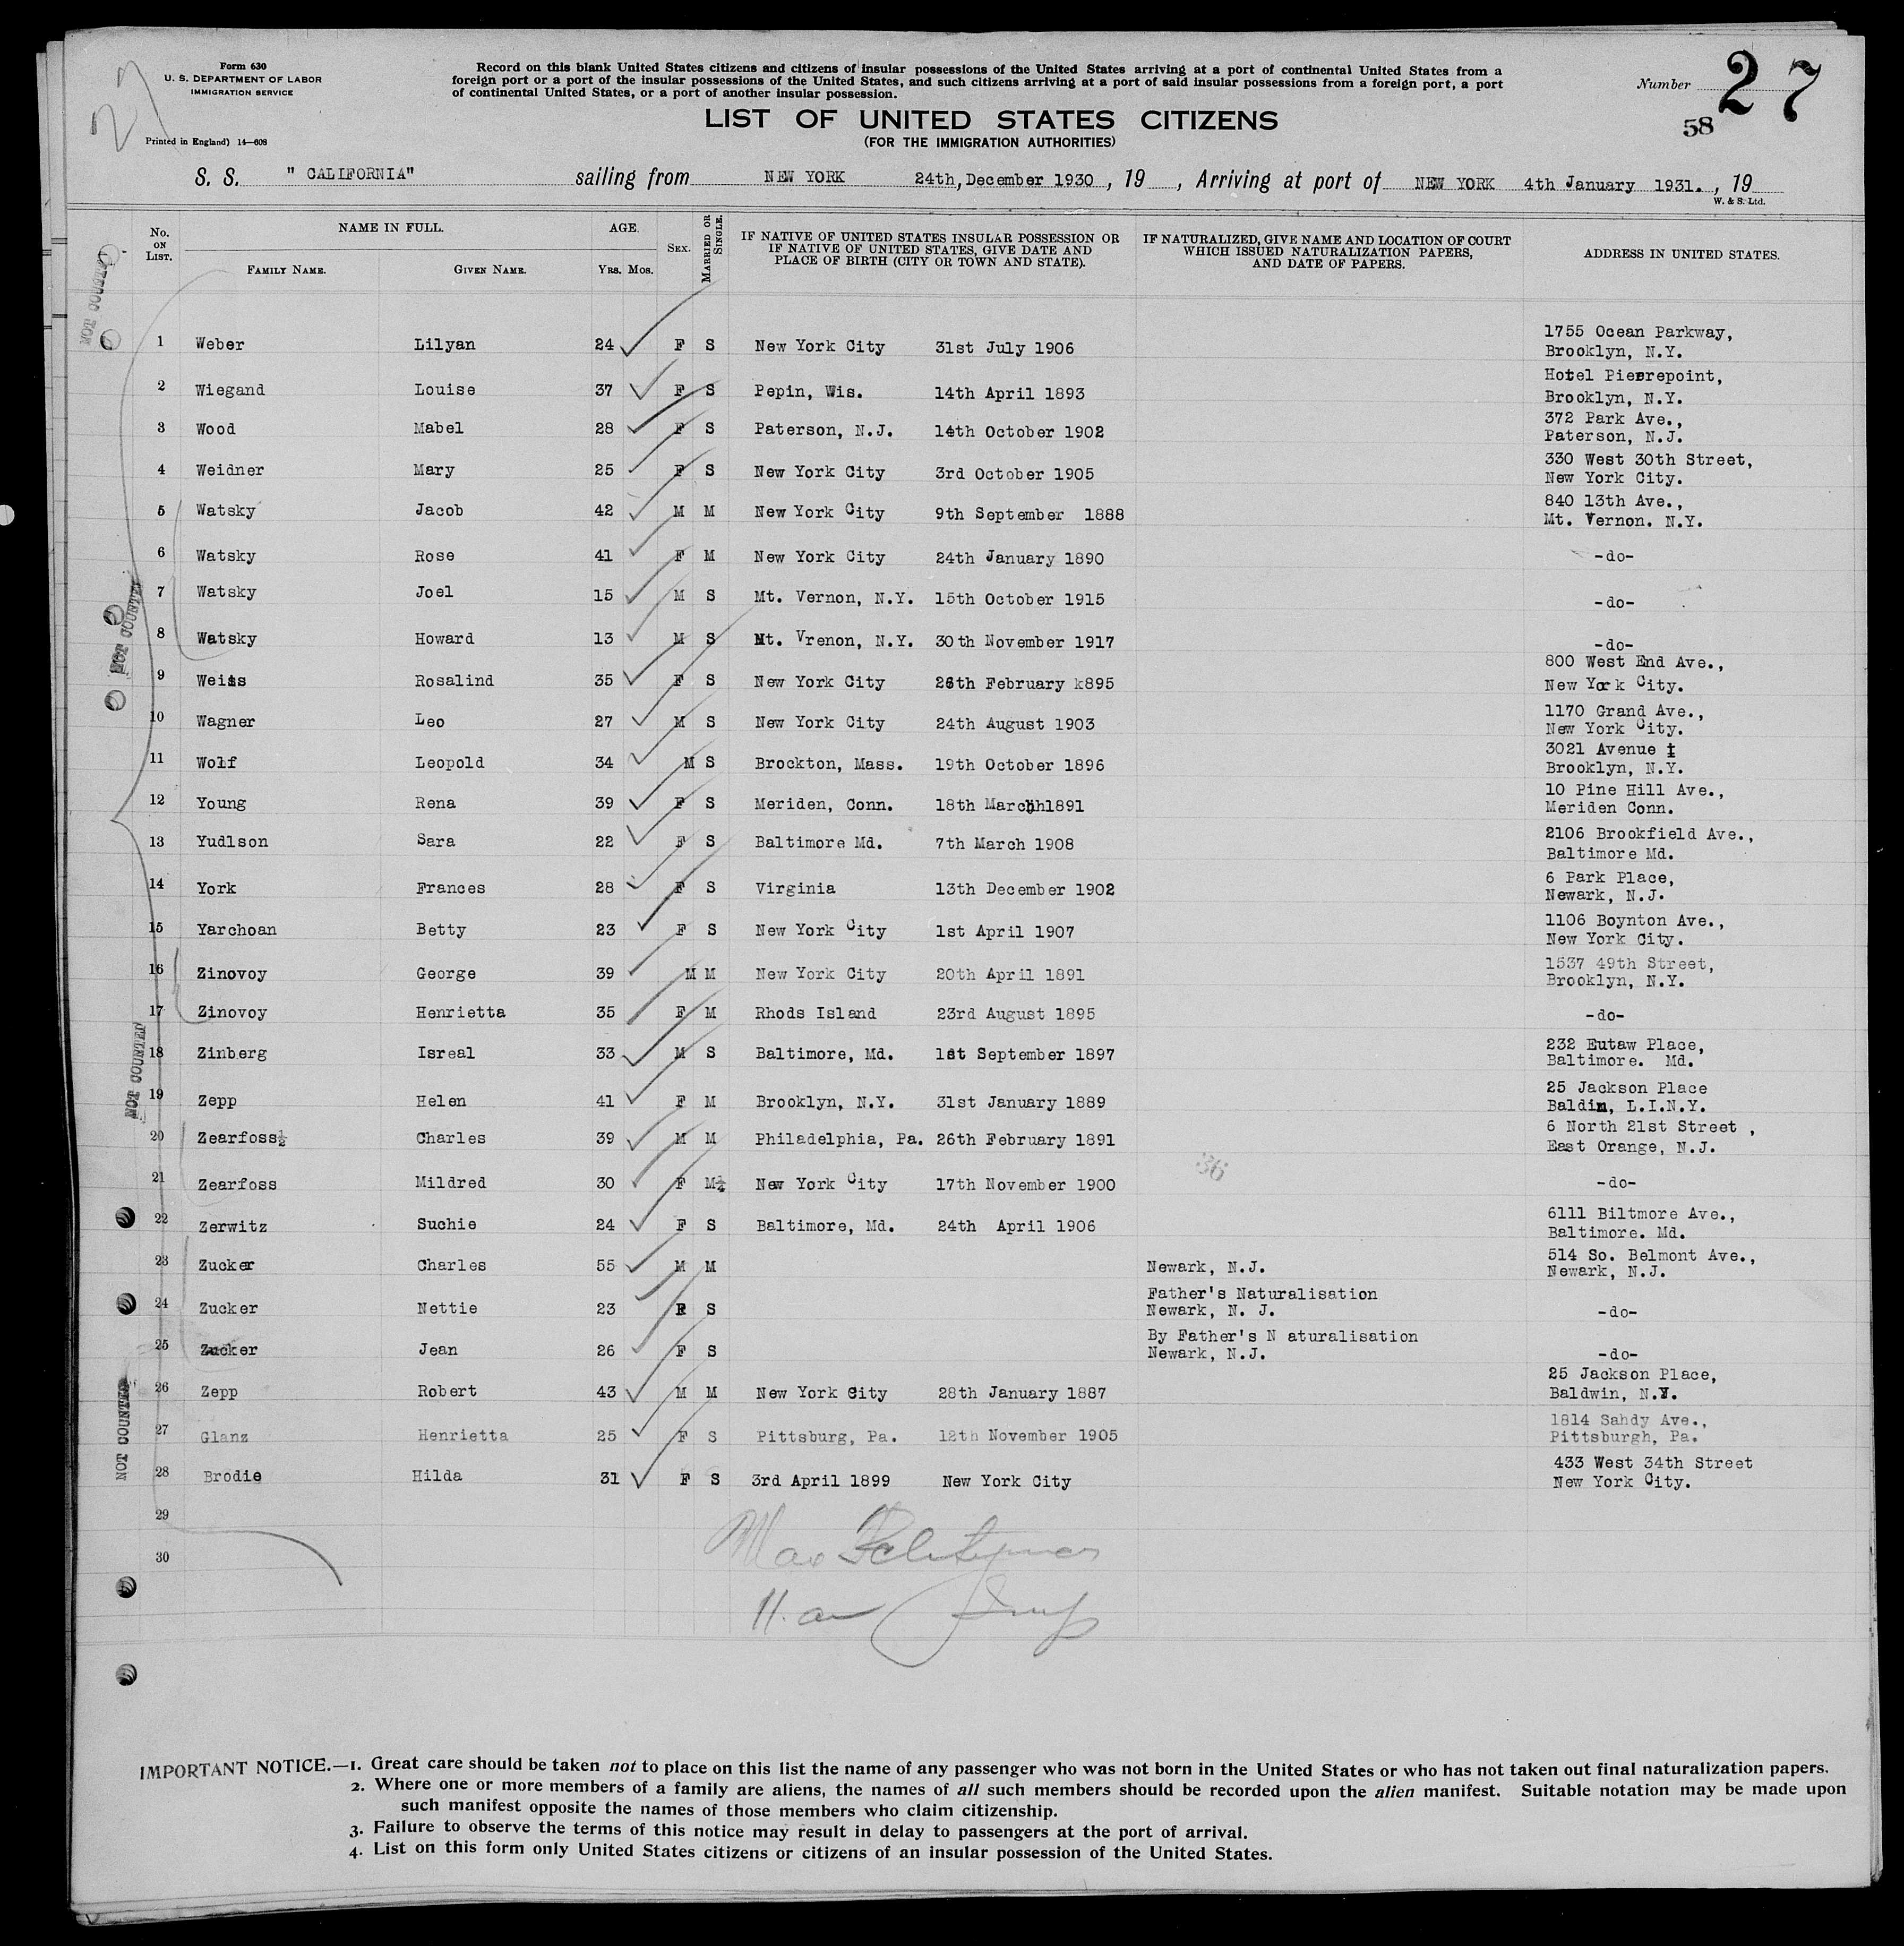 Form 630
U. S. DEPARTMENT OF LABOR
IMMIGRATION SERVICE
27
Printed in England) 14—608
Record on this blank United States citizens and citizens of insular possessions of the United States arriving at a port of continental United States from a
foreign port or a port of the insular possessions of the United States, and such citizens arriving at a port of said insular possessions from a foreign port, a port
of continental United States, or a port of another insular possession.
Number 27
58
LIST OF UNITED STATES CITIZENS
(FOR THE IMMIGRATION AUTHORITIES)
S. S. " CALIFORNIA" sailing from NEW YORK 24th, December 1930 , 19 , Arriving at port of NEW YORK 4th January 1931. , 19
W. & S. Ltd.
No. ON LIST. NAME IN FULL. FAMILY NAME. GIVEN NAME. AGE. YRS. MOS. SEX. MARRIED OR SINGLE. IF NATIVE OF UNITED STATES INSULAR POSSESSION OR IF NATIVE OF UNITED STATES, GIVE DATE AND PLACE OF BIRTH (CITY OR TOWN AND STATE). IF NATURALIZED, GIVE NAME AND LOCATION OF COURT WHICH ISSUED NATURALIZATION PAPERS, AND DATE OF PAPERS. ADDRESS IN UNITED STATES.
NOT COUNTED
1 Weber Lilyan 24 F S New York City 31st July 1906 1755 Ocean Parkway,
Brooklyn, N.Y.
2 Wiegand Louise 37 F S Pepin, Wis. 14th April 1893 Hotel Pierrepoint,
Brooklyn, N.Y.
3 Wood Mabel 28 F S Paterson, N.J. 14th October 1902 372 Park Ave.,
Paterson, N.J.
4 Weidner Mary 25 F S New York City 3rd October 1905 330 West 30th Street,
New York City.
5 Watsky Jacob 42 M M New York City 9th September 1888 840 13th Ave.,
Mt. Vernon. N.Y.
6 Watsky Rose 41 F M New York City 24th January 1890 -do-
7 Watsky Joel 15 M S Mt. Vernon, N.Y. 15th October 1915 -do-
NOT COUNTED
8 Watsky Howard 13 M S Mt. Vrenon, N.Y. 30th November 1917 -do-
9 Weiss Rosalind 35 F S New York City February k895 800 West End Ave.,
New York City.
10 Wagner Leo 27 M S New York City 24th August 1903 1170 Grand Ave.,
New York City.
11 Wolf Leopold 34 M S Brockton, Mass. 19th October 1896 3021 Avenue
Brooklyn, N.Y.
12 Young Rena 39 F S Meriden, Conn. 18th March 1891 10 Pine Hill Ave.,
Meriden Conn.
13 Yudlson Sara 22 F S Baltimore Md. 7th March 1908 2106 Brookfield Ave.,
Baltimore Md.
14 York Frances 28 F S Virginia 13th December 1902 6 Park Place,
Newark, N.J.
15 Yarchoan Betty 23 F S New York City 1st April 1907 1106 Boynton Ave.,
New York City.
16 Zinovoy George 39 M M New York City 20th April 1891 1537 49th Street,
Brooklyn, N.Y.
17 Zinovoy Henrietta 35 F M Rhods Island 23rd August 1895 -do-
NOT COUNTED
18 Zinberg Isreal 33 M S Baltimore, Md. 1st September 1897 232 Eutaw Place,
Baltimore. Md.
19 Zepp Helen 41 F M Brooklyn, N.Y. 31st January 1889 25 Jackson Place
Baldin, L.I.N.Y.
20 Zearfoss½ Charles 39 M M Philadelphia, Pa. 26th February 1891 6 North 21st Street ,
East Orange, N.J.
36
21 Zearfoss Mildred 30 F M¼ New York City 17th November 1900 -do-
22 Zerwitz Suchie 24 F S Baltimore, Md. 24th April 1906 6111 Biltmore Ave.,
Baltimore. Md.
23 Zucker Charles 55 M M Newark, N.J. 514 So. Belmont Ave.,
Newark, N.J.
24 Zucker Nettie 23 F S Father's Naturalisation
Newark, N. J. -do-
25 Zucker Jean 26 F S By Father's N aturalisation
Newark, N.J. -do-
NOT COUNTED
26 Zepp Robert 43 M M New York City 28th January 1887 25 Jackson Place,
Baldwin, N.Y.
27 Glanz Henrietta 25 F S Pittsburg, Pa. 12th November 1905 1814 Sahdy Ave.,
Pittsburgh, Pa.
28 Brodie Hilda 31 F S 3rd April 1899 New York City 433 West 34th Street
New York City.
29
30
IMPORTANT NOTICE.—1. Great care should be taken not to place on this list the name of any passenger who was not born in the United States or who has not taken out final naturalization papers.
2. Where one or more members of a family are aliens, the names of all such members should be recorded upon the alien manifest. Suitable notation may be made upon
such manifest opposite the names of those members who claim citizenship.
3. Failure to observe the terms of this notice may result in delay to passengers at the port of arrival.
4. List on this form only United States citizens or citizens of an insular possession of the United States.